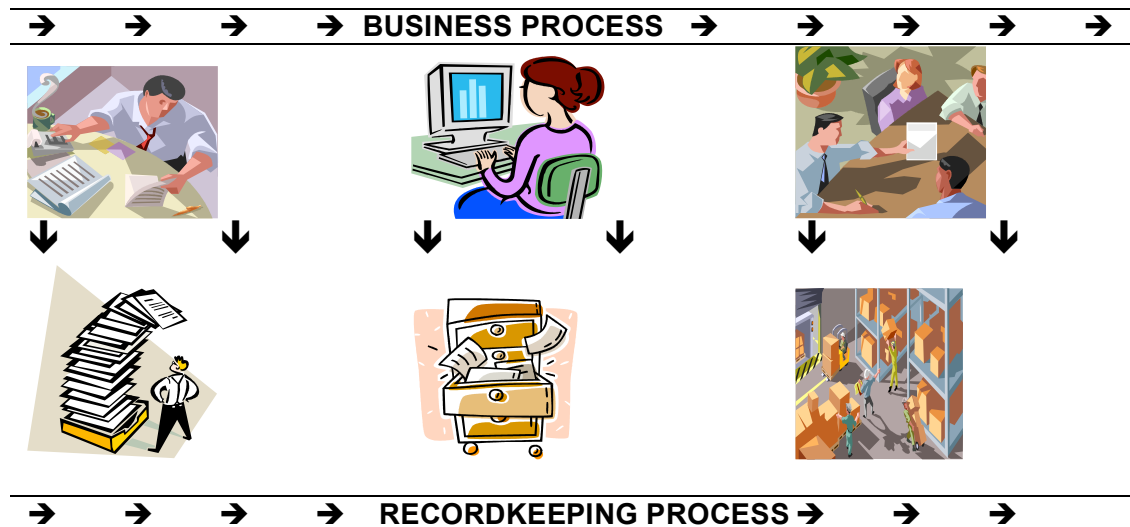 ➔ ➔ ➔ ➔ BUSINESS PROCESS ➔ ➔ ➔ ➔ ➔
➔ ➔ ➔ ➔ RECORDKEEPING PROCESS ➔ ➔ ➔